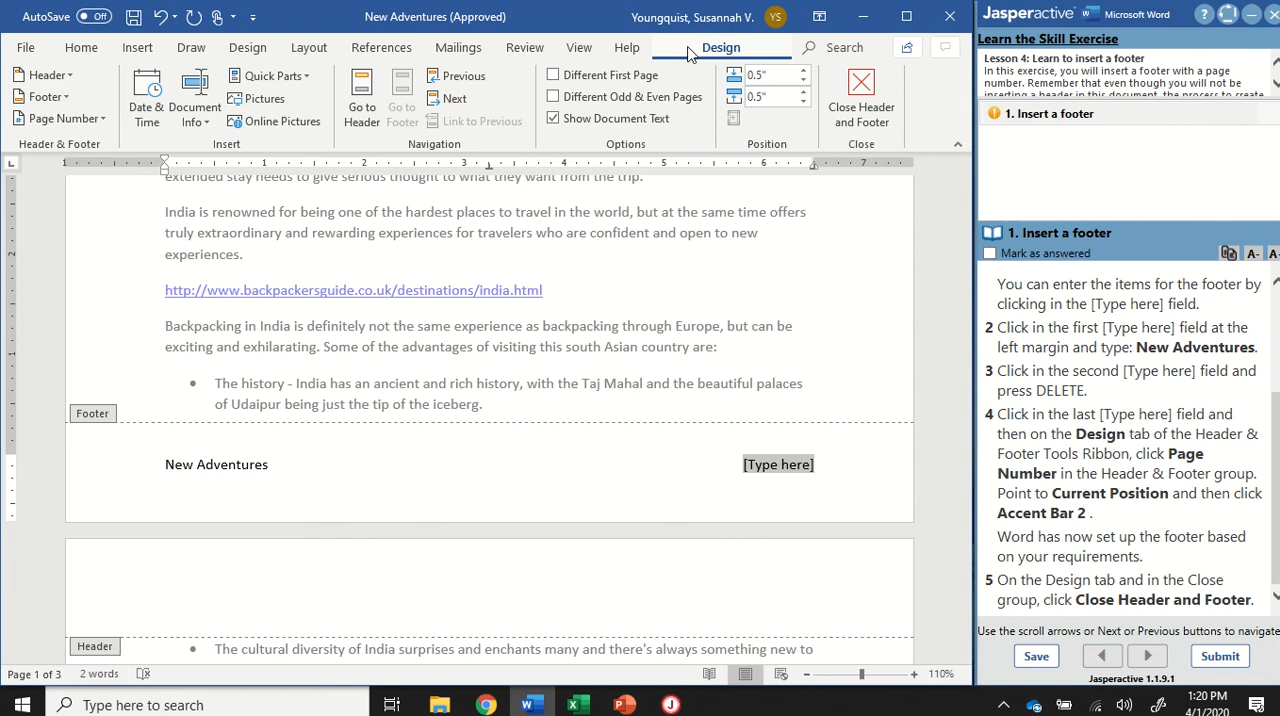 AutoSave Off New Adventures (Approved) Youngquist, Susannah V. YS
File Home Insert Draw Design Layout References Mailings Review View Help Design Search
Header
Footer
Page Number
Header & Footer
Date & Time
Document Info
Quick Parts
Pictures
Online Pictures
Insert
Go to Header
Go to Footer
Previous
Next
Link to Previous
Navigation
Different First Page
Different Odd & Even Pages
Show Document Text
Options
0.5"
0.5"
Position
Close Header and Footer
Close
1 1 2 3 4 5 6 7
extended stay needs to give serious thought to what they want from the trip.
India is renowned for being one of the hardest places to travel in the world, but at the same time offers
truly extraordinary and rewarding experiences for travelers who are confident and open to new
experiences.
http://www.backpackersguide.co.uk/destinations/india.html
Backpacking in India is definitely not the same experience as backpacking through Europe, but can be
exciting and exhilarating. Some of the advantages of visiting this south Asian country are:
• The history - India has an ancient and rich history, with the Taj Mahal and the beautiful palaces
of Udaipur being just the tip of the iceberg.
Footer
New Adventures [Type here]
Header
• The cultural diversity of India surprises and enchants many and there's always something new to
Page 1 of 3 2 words 110%
Jasperactive Microsoft Word
Learn the Skill Exercise
Lesson 4: Learn to insert a footer
In this exercise, you will insert a footer with a page
number. Remember that even though you will not be
inserting a header in this document, the process to create
1. Insert a footer
1. Insert a footer
Mark as answered A- A-
You can enter the items for the footer by
clicking in the [Type here] field.
2 Click in the first [Type here] field at the
left margin and type: New Adventures.
3 Click in the second [Type here] field and
press DELETE.
4 Click in the last [Type here] field and
then on the Design tab of the Header &
Footer Tools Ribbon, click Page
Number in the Header & Footer group.
Point to Current Position and then click
Accent Bar 2 .
Word has now set up the footer based
on your requirements.
5 On the Design tab and in the Close
group, click Close Header and Footer.
Use the scroll arrows or Next or Previous buttons to navigate
Save Submit
Jasperactive 1.1.9.1
Type here to search
1:20 PM
4/1/2020